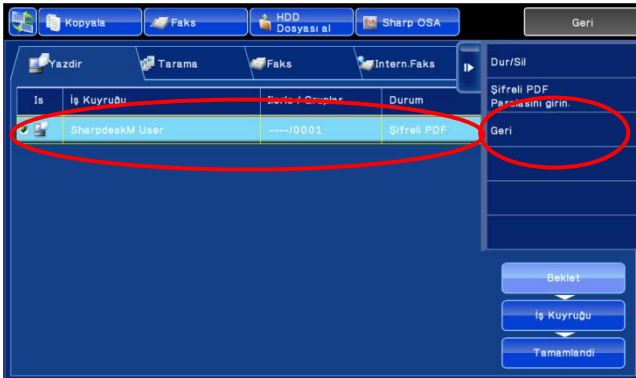 Kopyala
Faks
HDD
Dosyası al
Sharp OSA
Geri
Yazdir
Tarama
Faks
Intern.Faks
Dur/Sil
Is
İş Kuyruğu
Durum
Şifreli PDF
Parolasini girin.
SharpdeskM User
----/0001
Şifreli PDF
Geri
Beklet
İş Kuyruğu
Tamamlandi